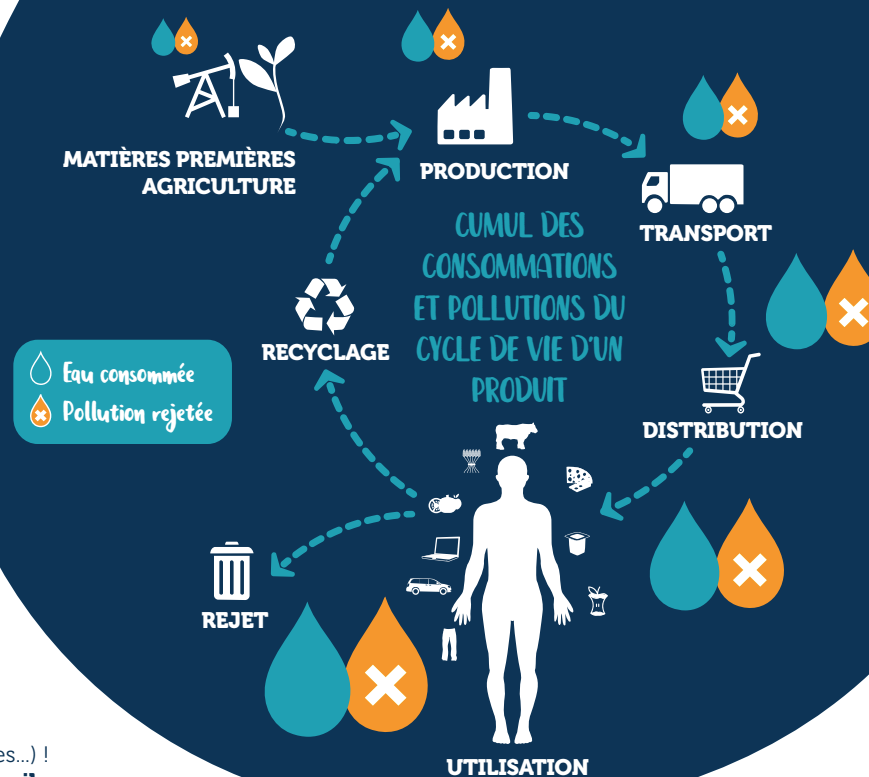 MATIÈRES PREMIÈRES
AGRICULTURE
PRODUCTION
TRANSPORT
CUMUL DES
CONSOMMATIONS
ET POLLUTIONS DU
CYCLE DE VIE D'UN
PRODUIT
RECYCLAGE
Eau consommée
Pollution rejetée
DISTRIBUTION
REJET
UTILISATION
es...) !